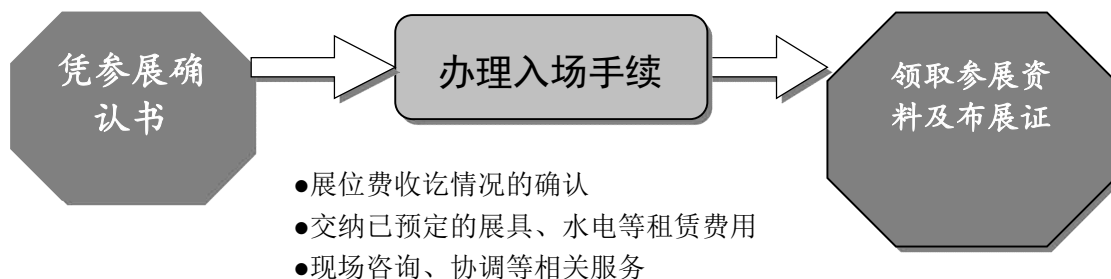 凭参展确
认书
办理入场手续
领取参展资
料及布展证
●展位费收讫情况的确认
●交纳已预定的展具、水电等租赁费用
●现场咨询、协调等相关服务